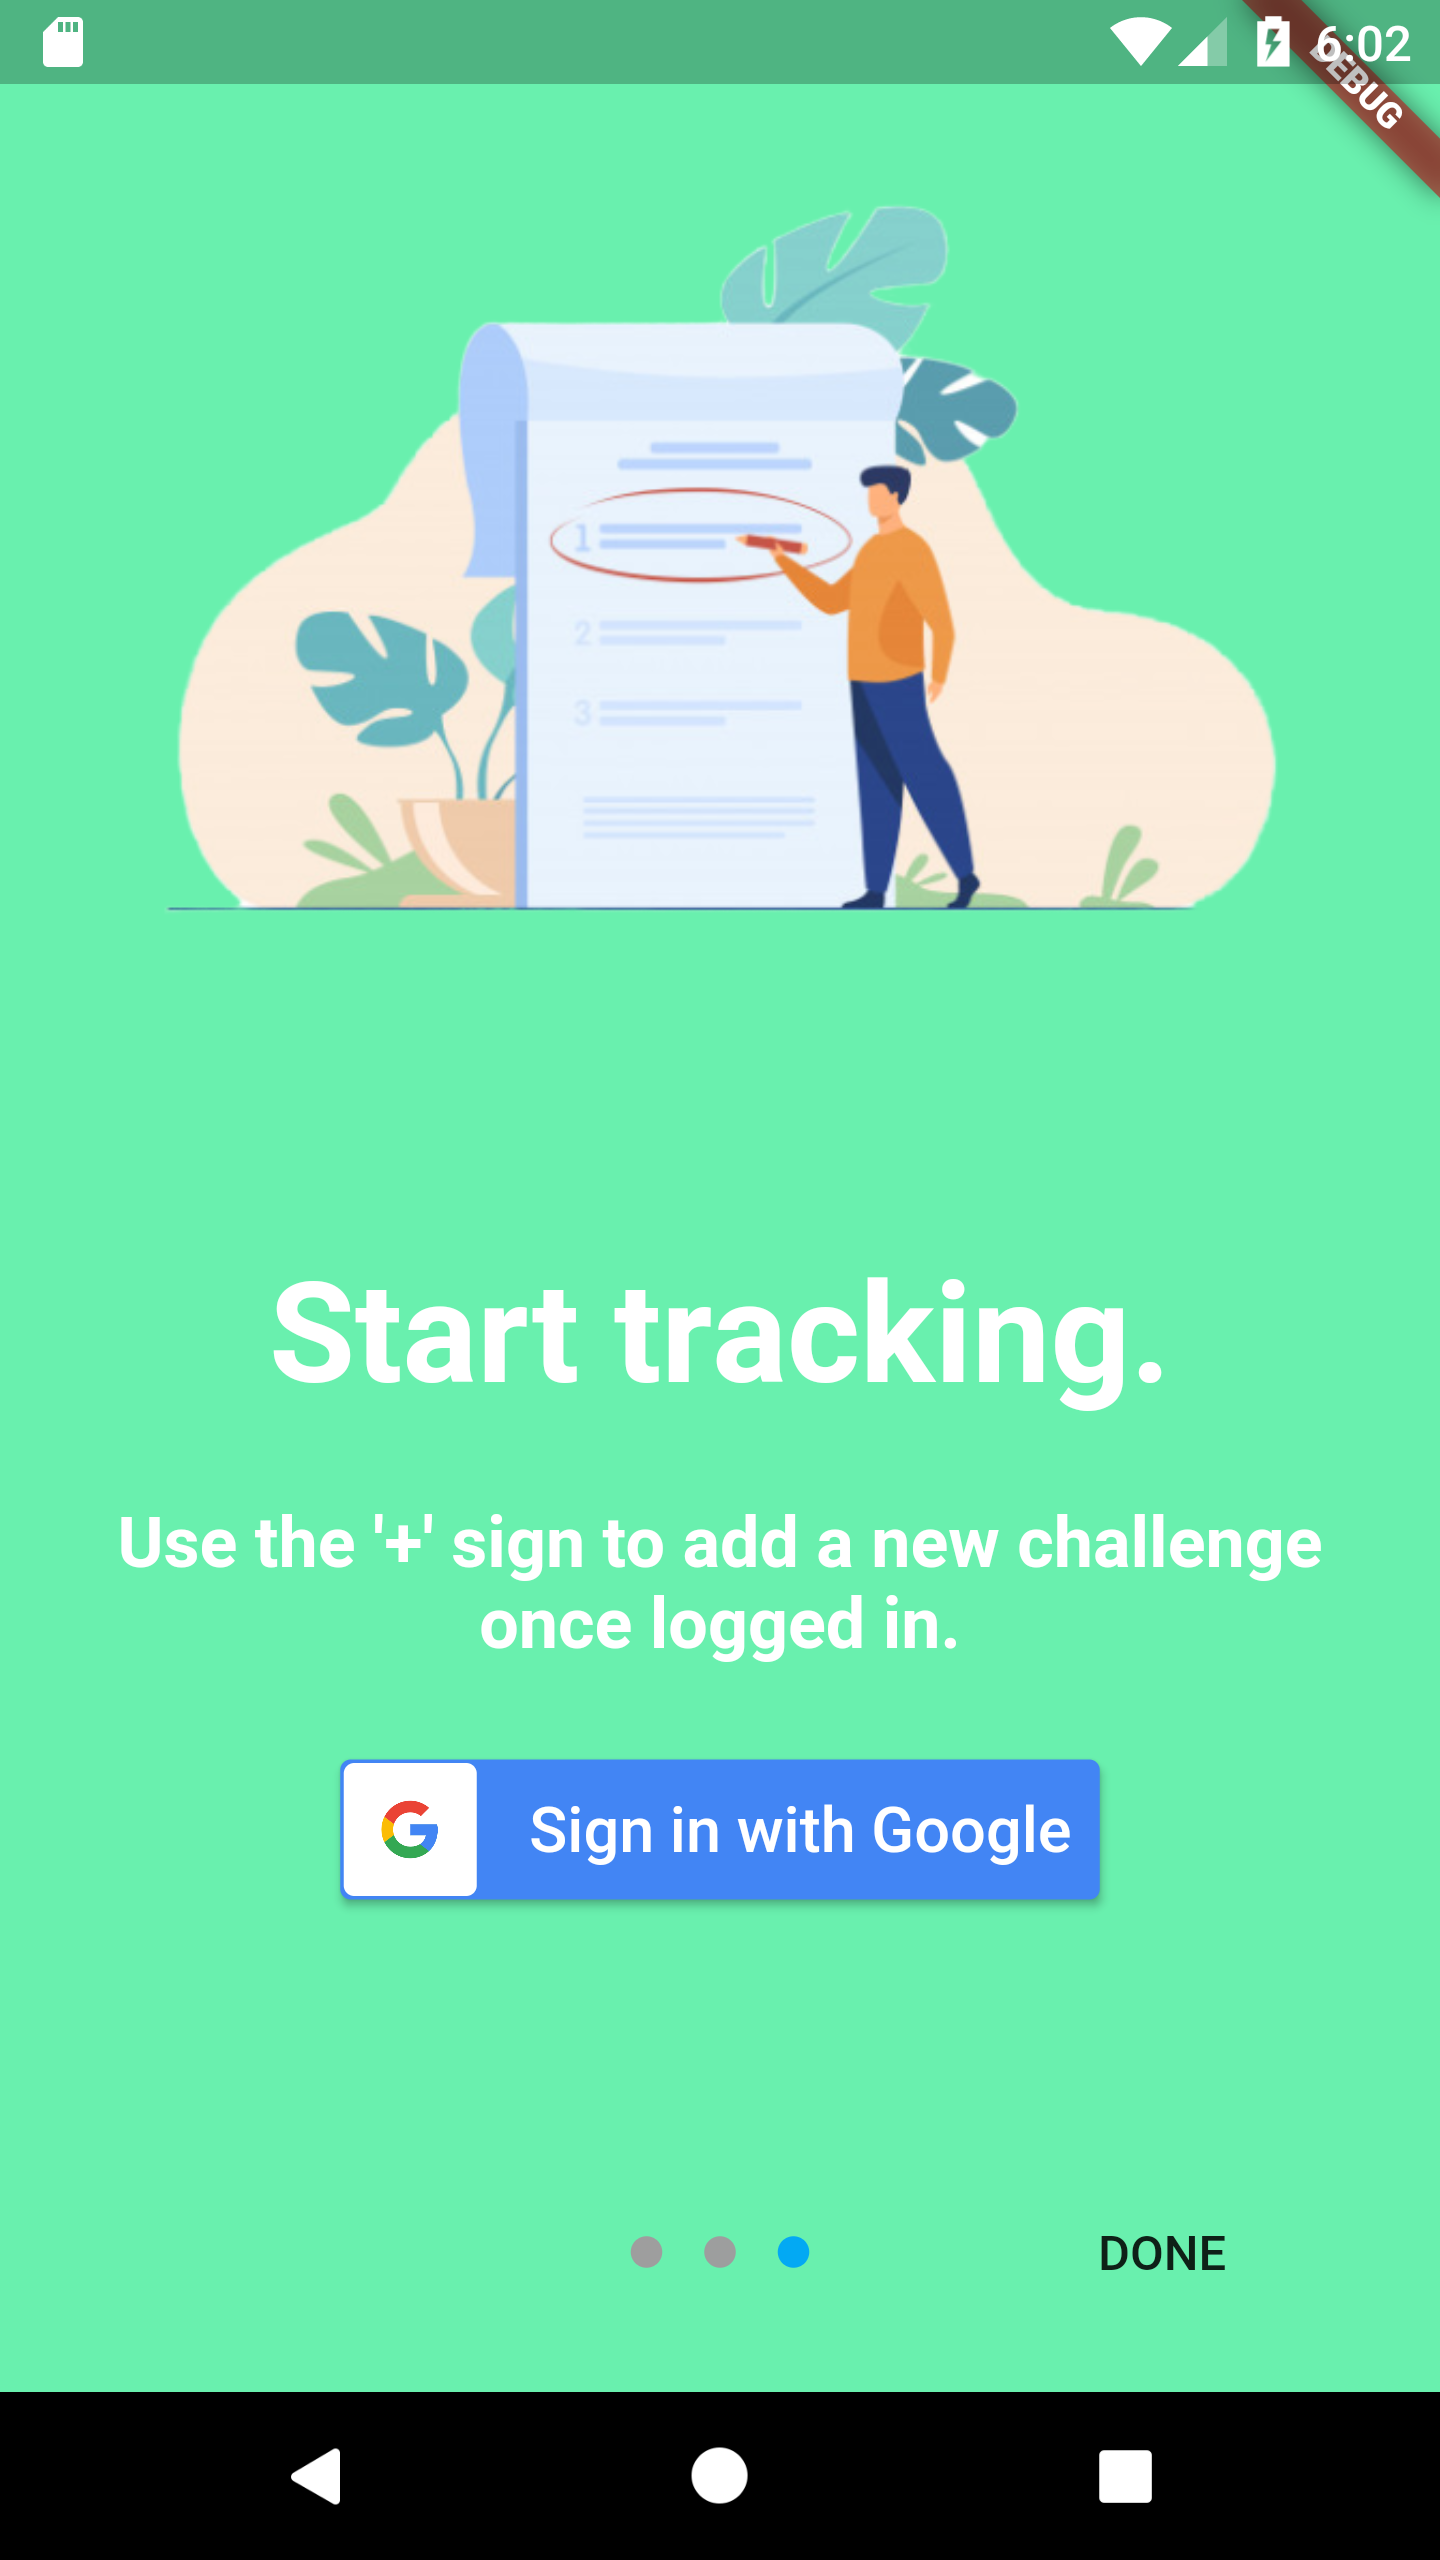 6:02
DEBUG
1
2
3
Start tracking.
Use the '+' sign to add a new challenge
once logged in.
G Sign in with Google
DONE